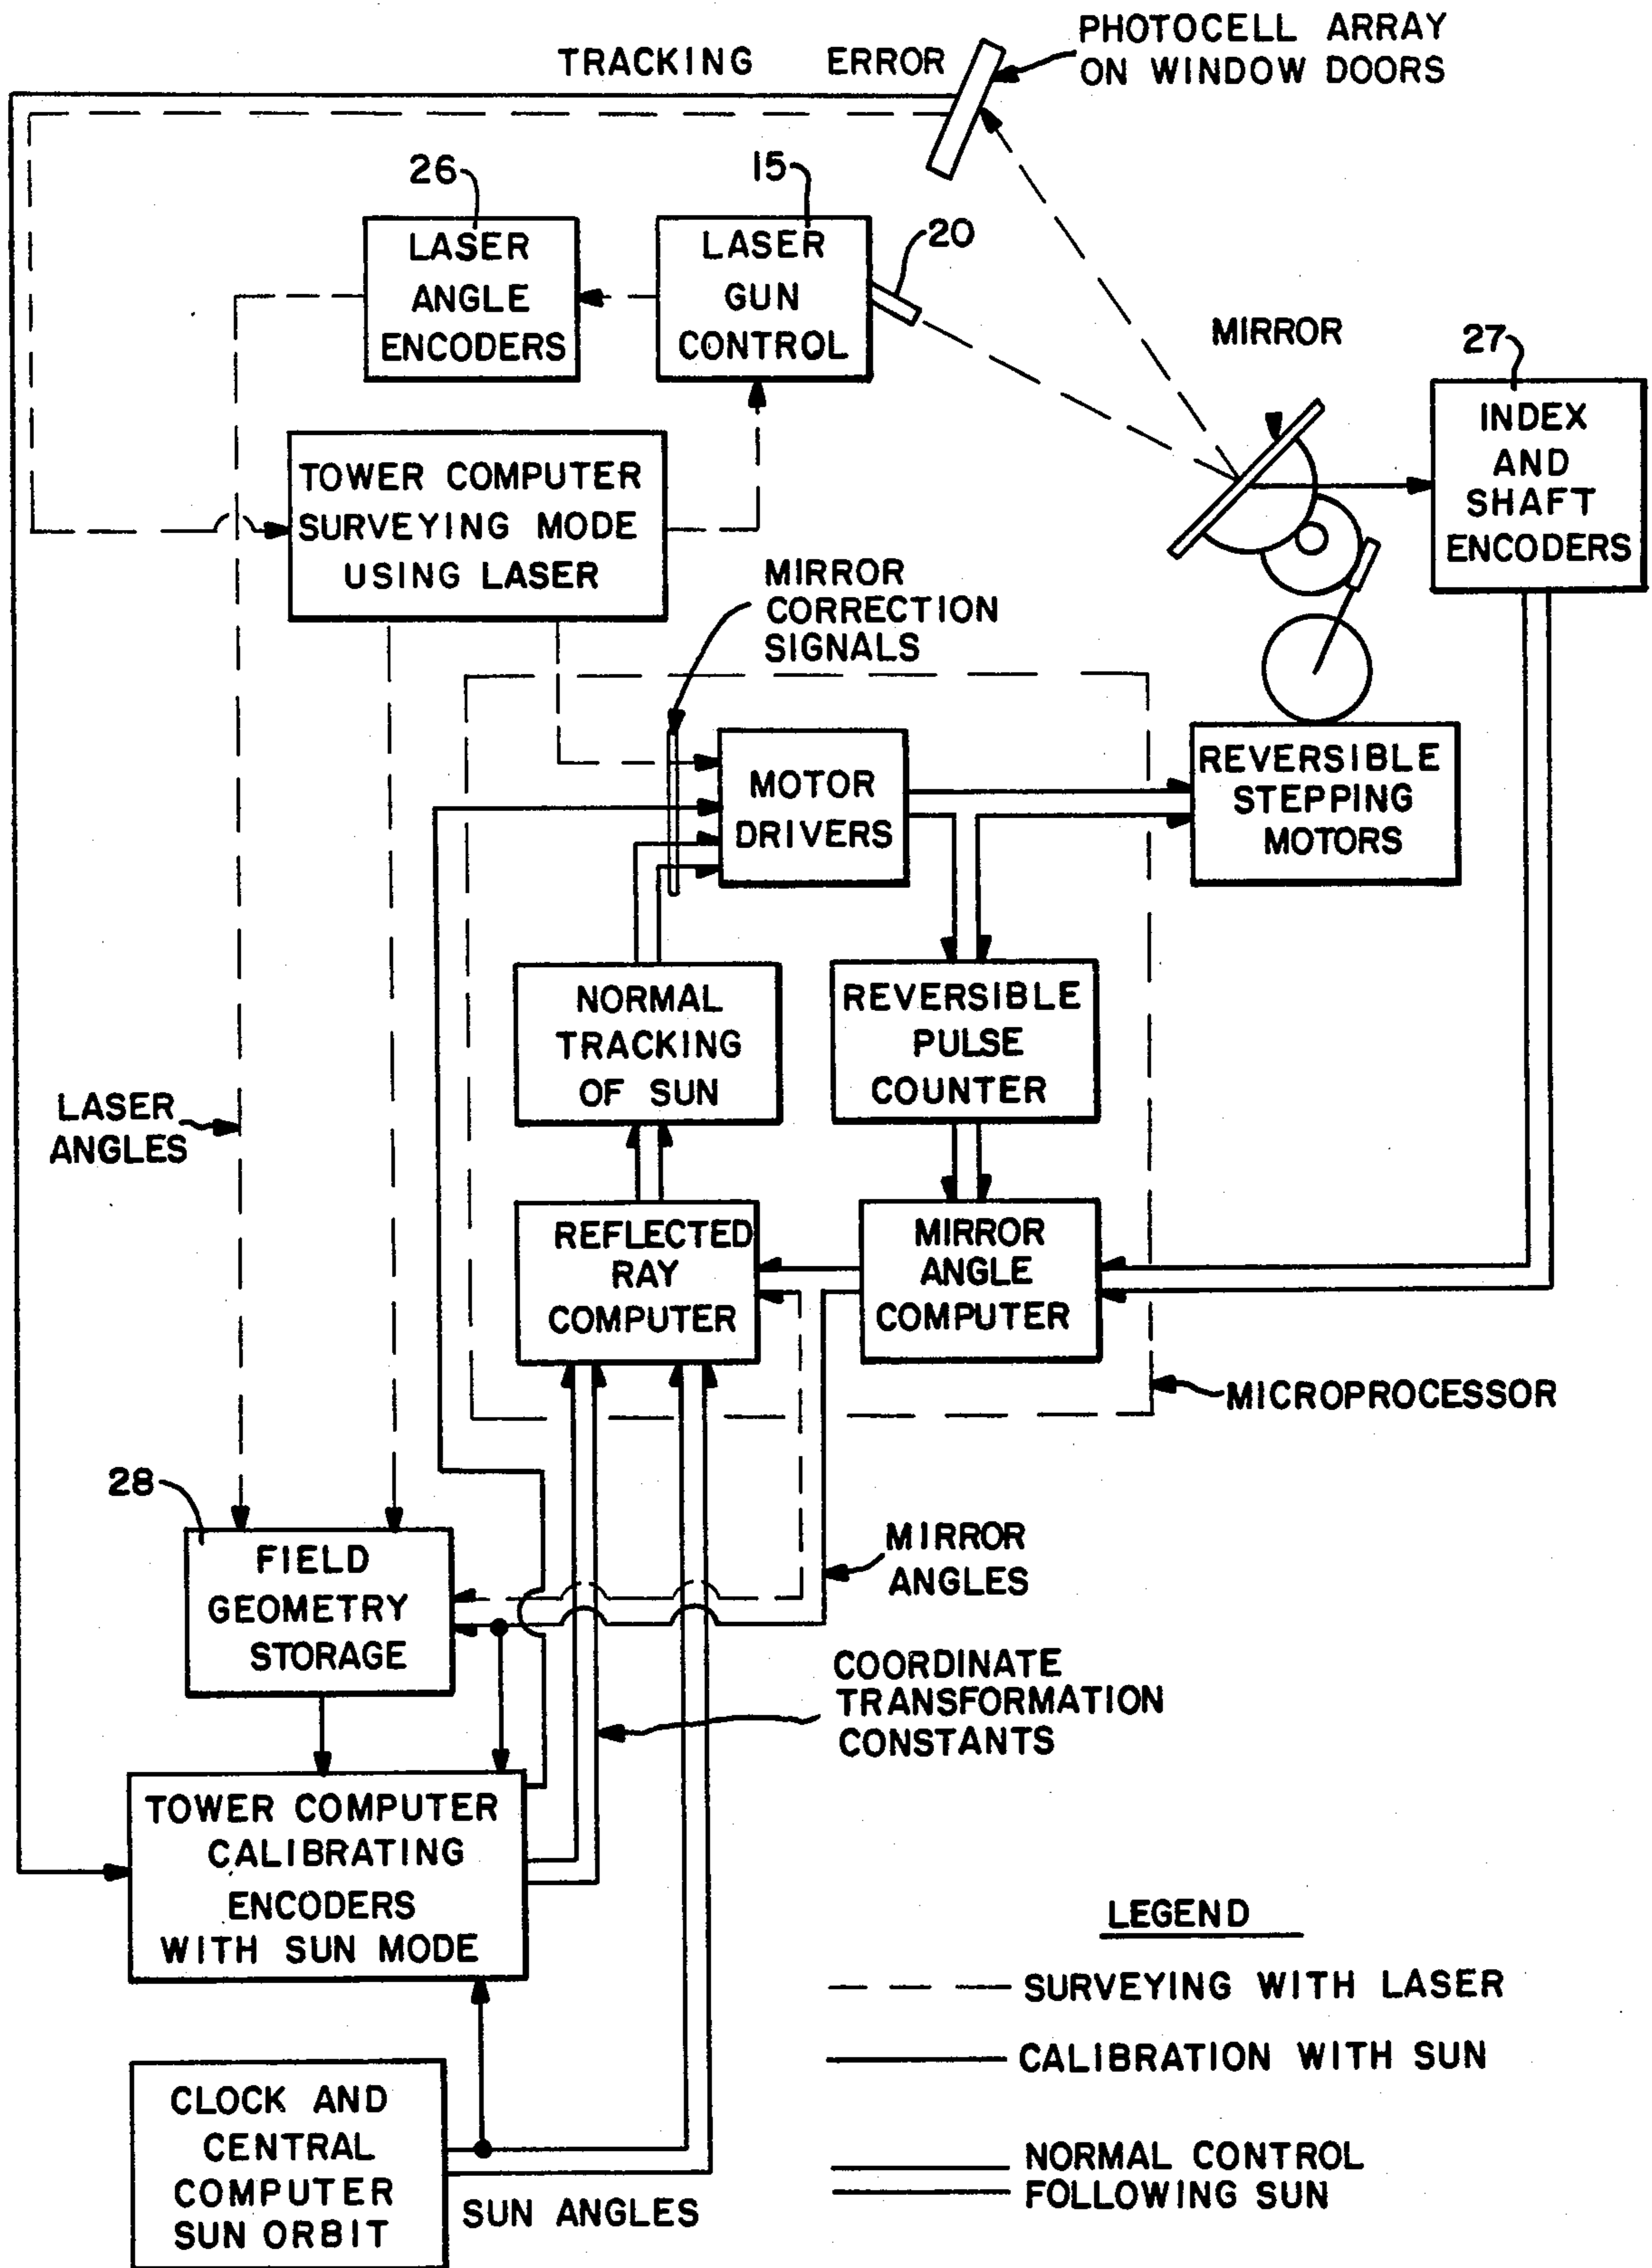 TRACKING ERROR
PHOTOCELL ARRAY
ON WINDOW DOORS
26
LASER
ANGLE
ENCODERS
15
LASER
GUN
CONTROL
20
MIRROR
27
INDEX
AND
SHAFT
ENCODERS
TOWER COMPUTER
SURVEYING MODE
USING LASER
MIRROR
CORRECTION
SIGNALS
MOTOR
DRIVERS
REVERSIBLE
STEPPING
MOTORS
NORMAL
TRACKING
OF SUN
REVERSIBLE
PULSE
COUNTER
LASER
ANGLES
REFLECTED
RAY
COMPUTER
MIRROR
ANGLE
COMPUTER
MICROPROCESSOR
28
FIELD
GEOMETRY
STORAGE
MIRROR
ANGLES
COORDINATE
TRANSFORMATION
CONSTANTS
TOWER COMPUTER
CALIBRATING
ENCODERS
WITH SUN MODE
CLOCK AND
CENTRAL
COMPUTER
SUN ORBIT
SUN ANGLES
LEGEND
SURVEYING WITH LASER
CALIBRATION WITH SUN
NORMAL CONTROL
FOLLOWING SUN